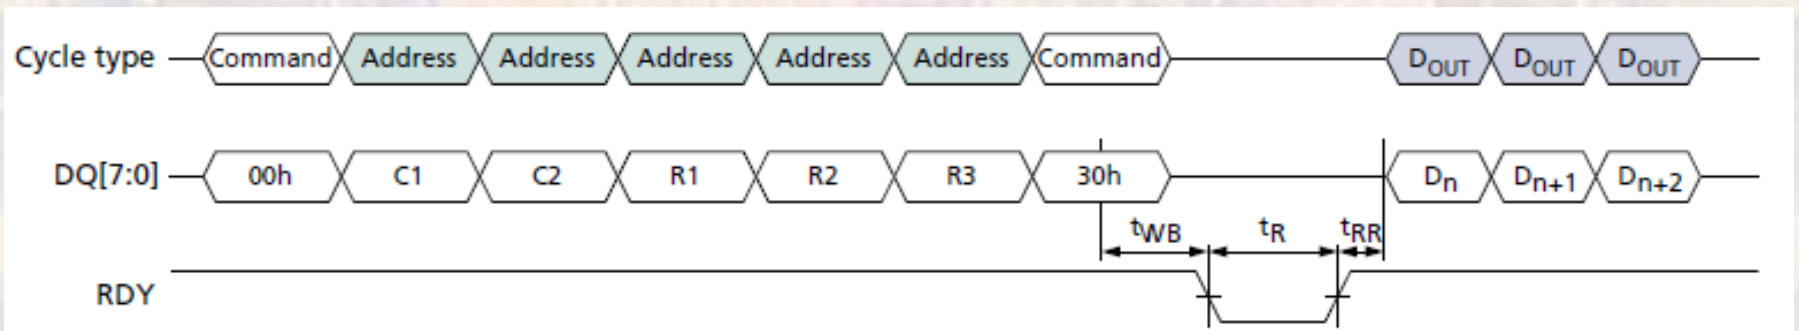 Cycle type Command Address Address Address Address Address Command DOUT DOUT DOUT
DQ[7:0] 00h C1 C2 R1 R2 R3 30h Dn Dn+1 Dn+2
tWB tR tRR
RDY